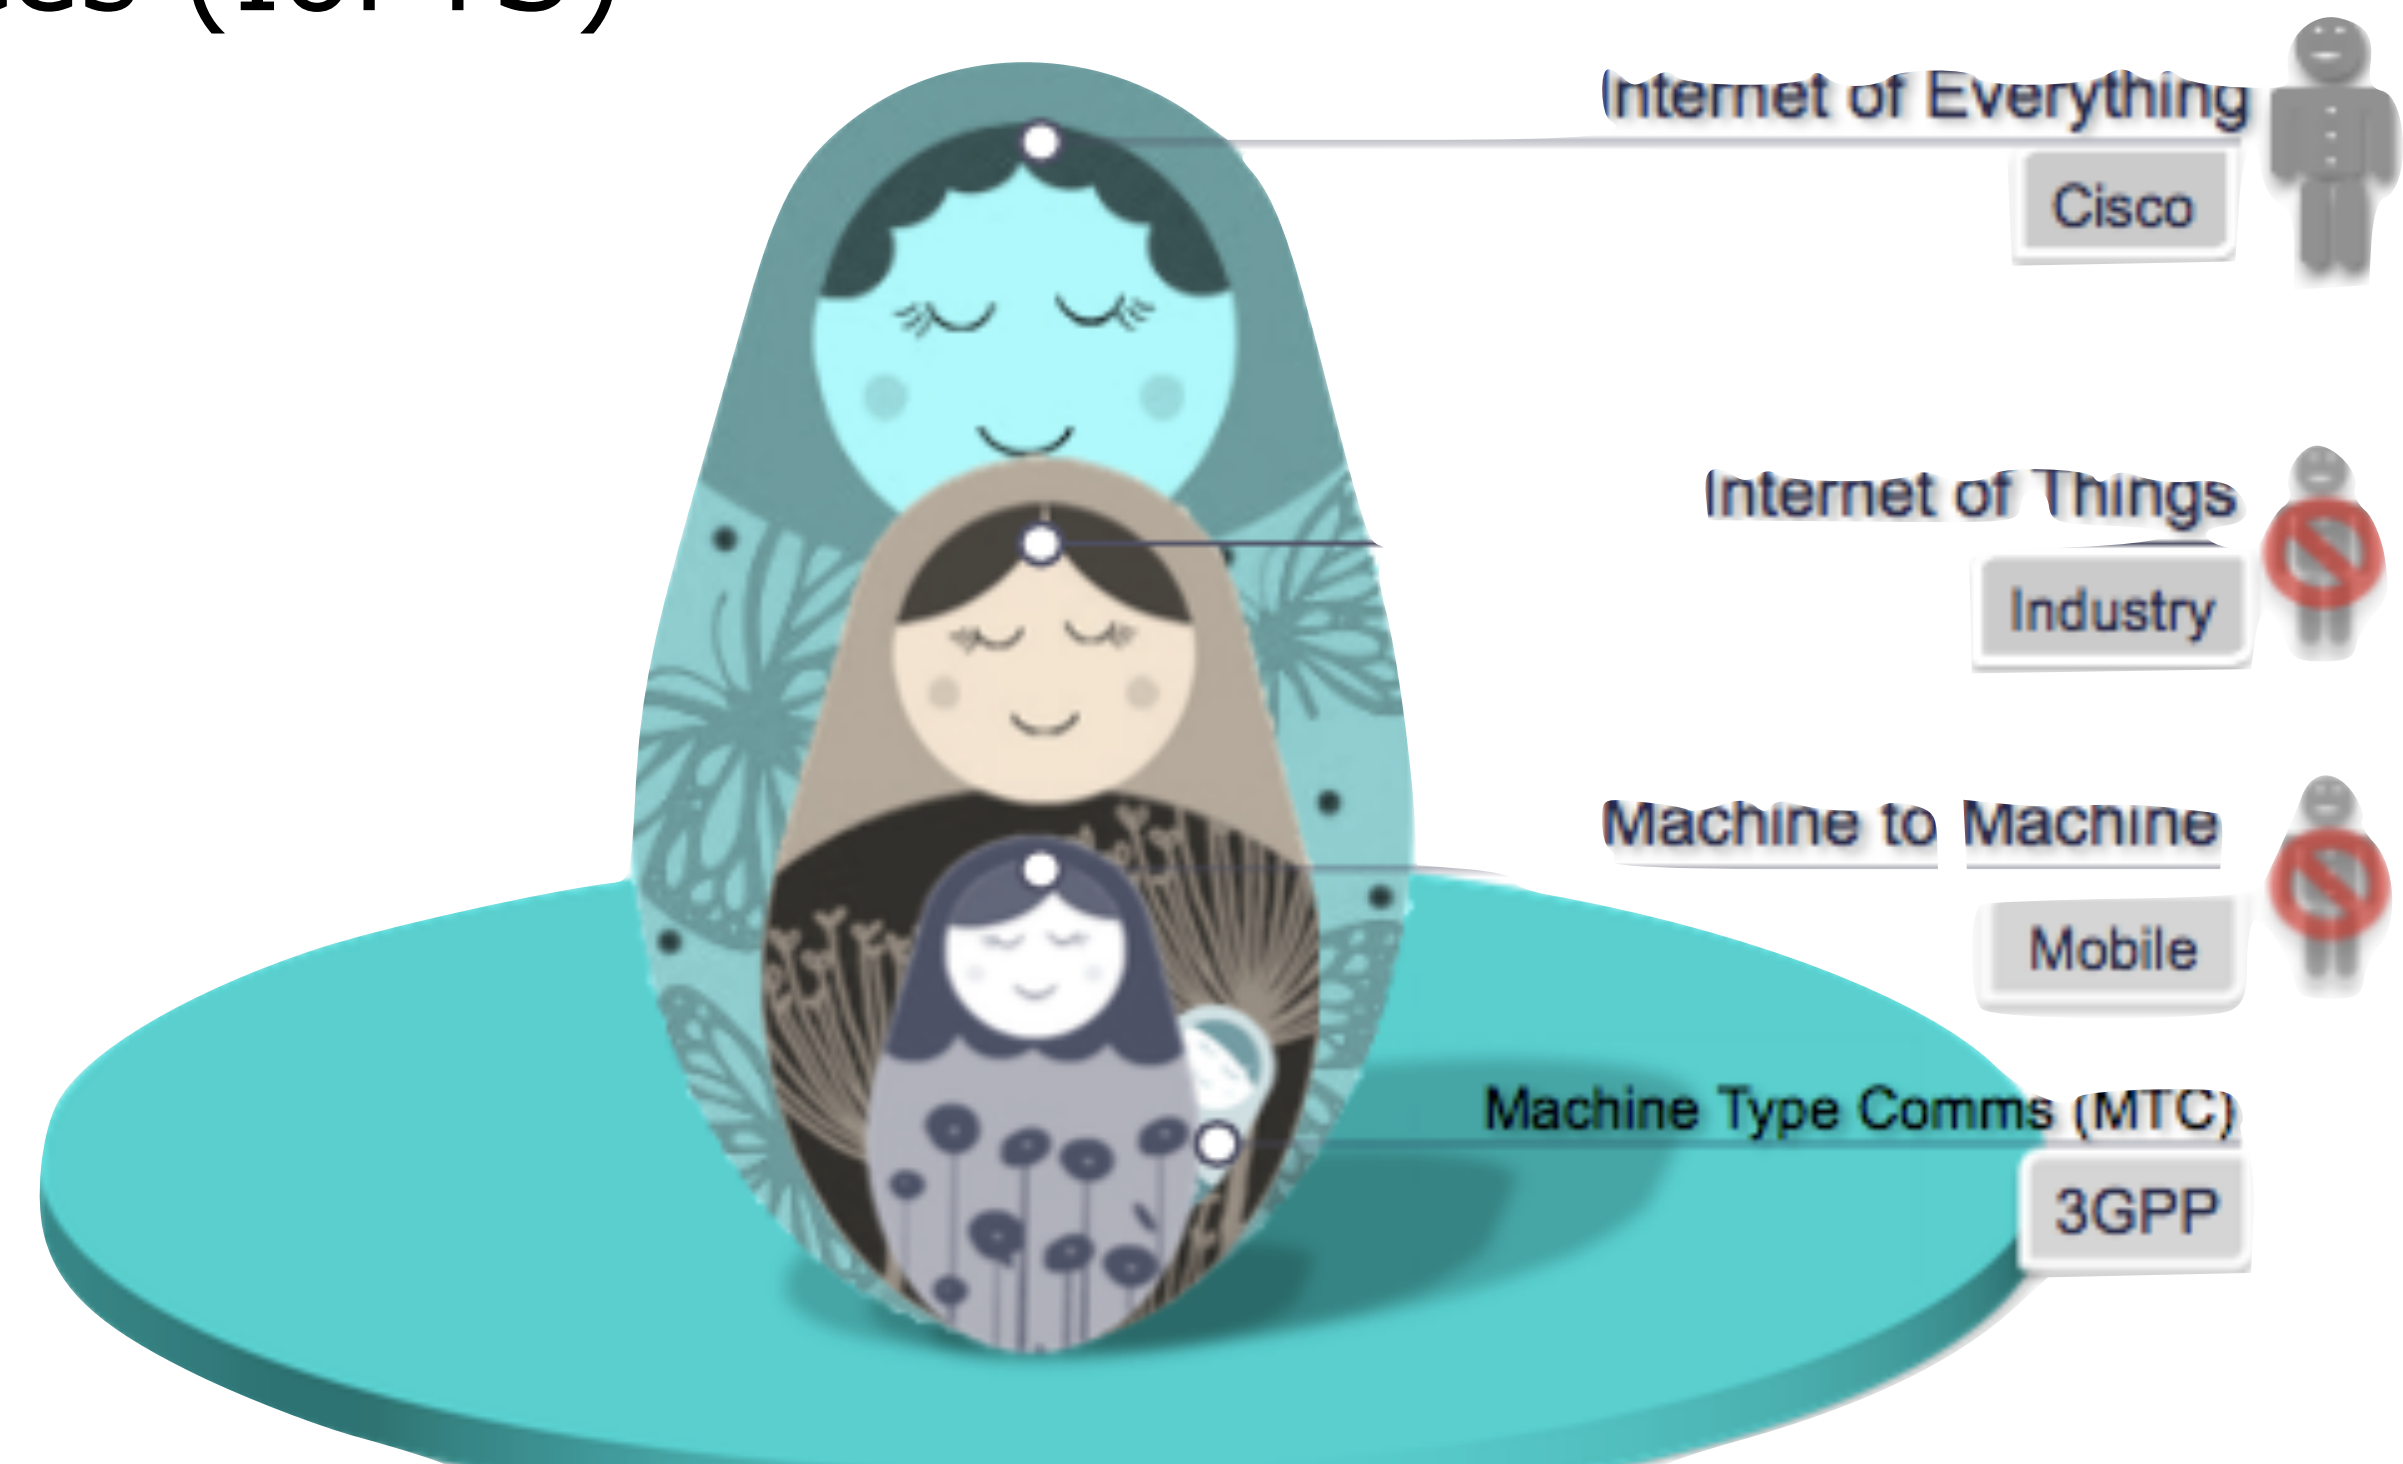 Internet of Everything
Cisco
Internet of Things
Industry
Machine to Machine
Mobile
Machine Type Comms (MTC)
3GPP